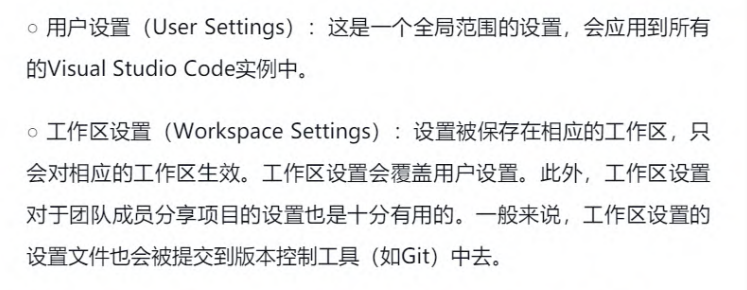 ○ 用户设置（User Settings）：这是一个全局范围的设置，会应用到所有
的Visual Studio Code实例中。
○ 工作区设置（Workspace Settings）：设置被保存在相应的工作区，只
会对相应的工作区生效。工作区设置会覆盖用户设置。此外，工作区设置
对于团队成员分享项目的设置也是十分有用的。一般来说，工作区设置的
设置文件也会被提交到版本控制工具（如Git）中去。